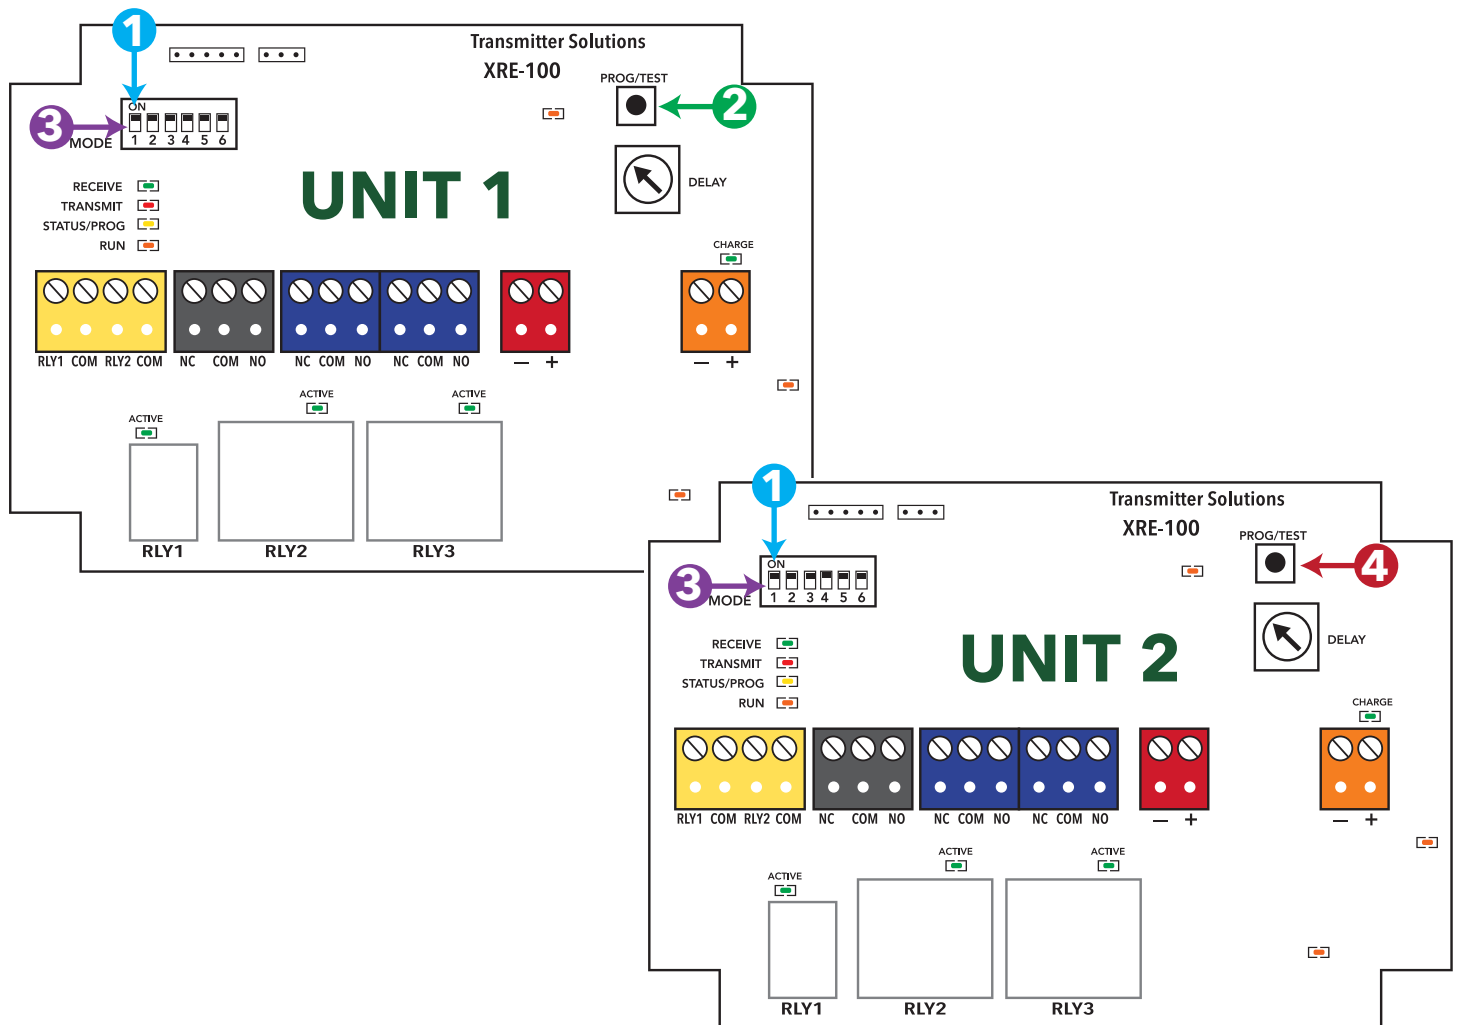 1
Transmitter Solutions
XRE-100
PROG/TEST
2
ON
3
MODE
1 2 3 4 5 6
UNIT 1
DELAY
RECEIVE
TRANSMIT
STATUS/PROG
RUN
CHARGE
RLY1 COM RLY2 COM NC COM NO NC COM NO NC COM NO − + − +
ACTIVE
ACTIVE
ACTIVE
RLY1
RLY2
RLY3
1
Transmitter Solutions
XRE-100
PROG/TEST
4
ON
3
MODE
1 2 3 4 5 6
UNIT 2
DELAY
RECEIVE
TRANSMIT
STATUS/PROG
RUN
CHARGE
RLY1 COM RLY2 COM NC COM NO NC COM NO NC COM NO − + − +
ACTIVE
ACTIVE
ACTIVE
RLY1
RLY2
RLY3